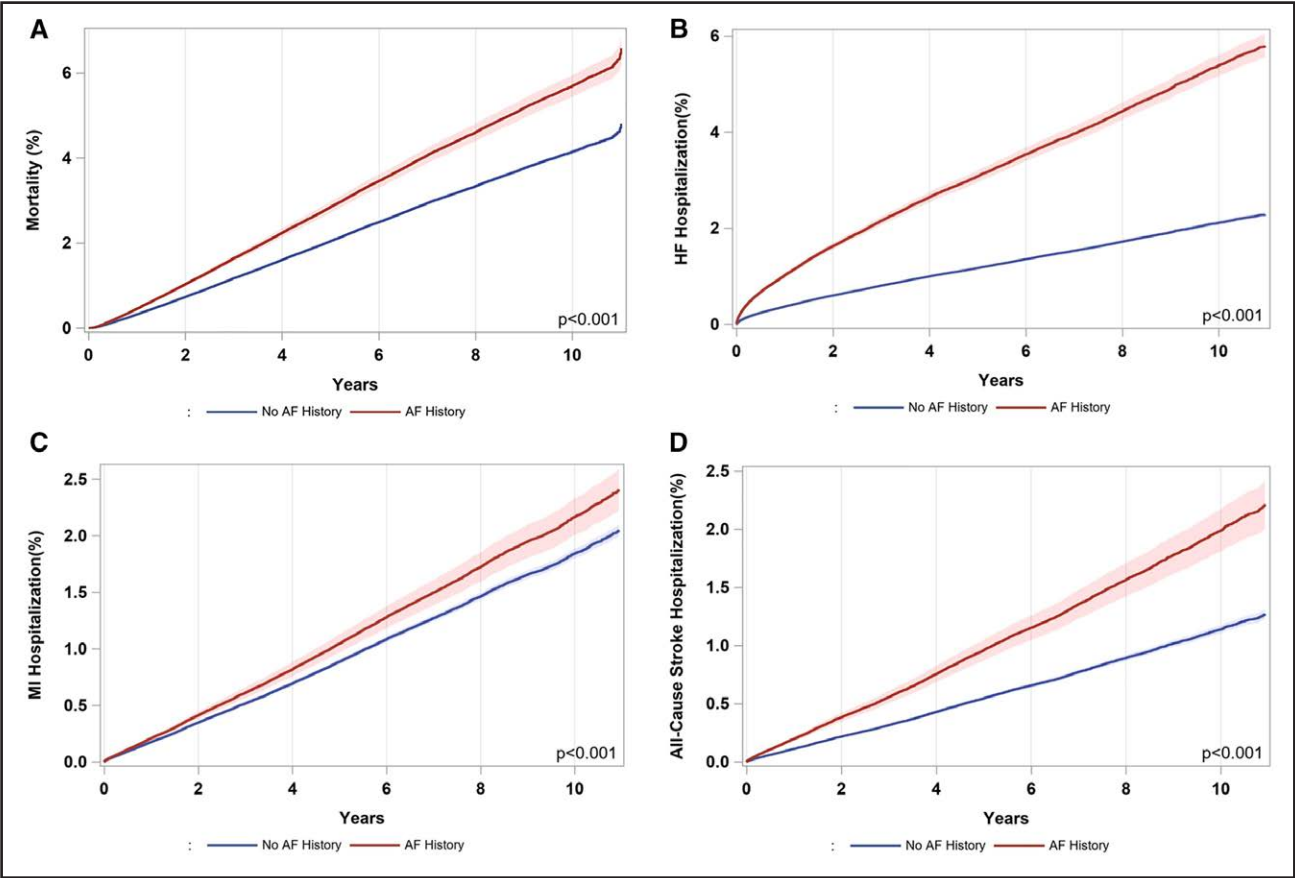 A
Mortality (%)
6
4
2
0
p<0.001
0 2 4 6 8 10
Years
: No AF History AF History
B
HF Hospitalization(%)
6
4
2
0
p<0.001
0 2 4 6 8 10
Years
: No AF History AF History
C
MI Hospitalization(%)
2.5
2.0
1.5
1.0
0.5
0.0
p<0.001
0 2 4 6 8 10
Years
: No AF History AF History
D
All-Cause Stroke Hospitalization(%)
2.5
2.0
1.5
1.0
0.5
0.0
p<0.001
0 2 4 6 8 10
Years
: No AF History AF History